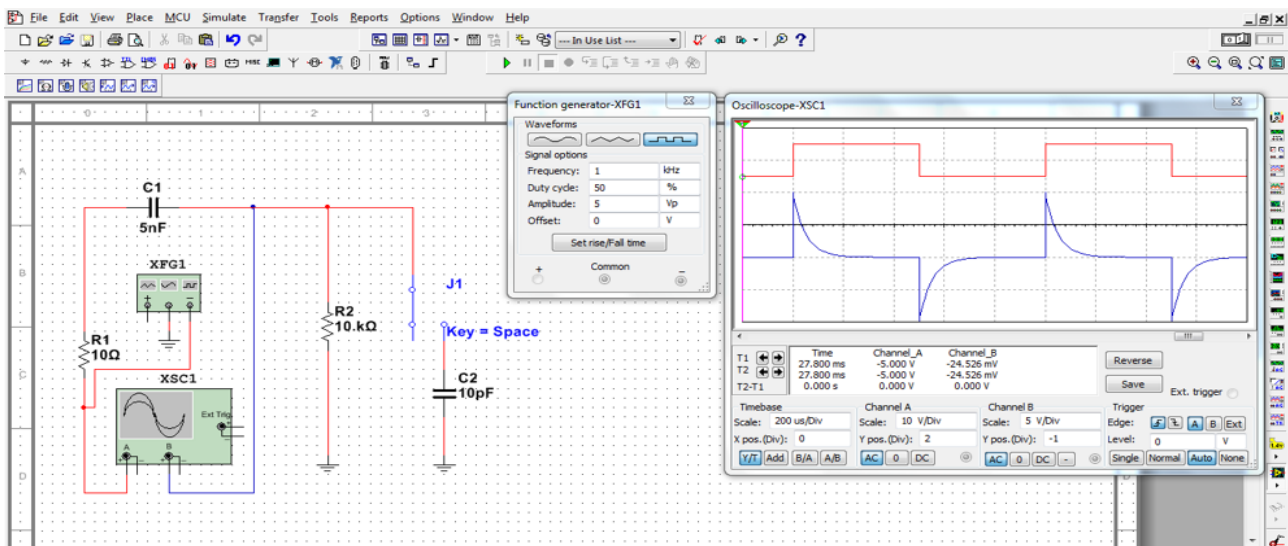 File Edit View Place MCU Simulate Transfer Tools Reports Options Window Help
--- In Use List ---
0 1 2 3
Function generator-XFG1
Waveforms
Signal options
Frequency: 1 kHz
Duty cycle: 50 %
Amplitude: 5 Vp
Offset: 0 V
Set rise/Fall time
+ Common −
Oscilloscope-XSC1
Time Channel_A Channel_B
T1 27.800 ms -5.000 V -24.526 mV
T2 27.800 ms -5.000 V -24.526 mV
T2-T1 0.000 s 0.000 V 0.000 V
Reverse
Save
Ext. trigger
Timebase
Scale: 200 us/Div
X pos.(Div): 0
Y/T Add B/A A/B
Channel A
Scale: 10 V/Div
Y pos.(Div): 2
AC 0 DC
Channel B
Scale: 5 V/Div
Y pos.(Div): -1
AC 0 DC -
Trigger
Edge: A B Ext
Level: 0 V
Single Normal Auto None
A
B
C
D
C1
5nF
XFG1
R1
10Ω
XSC1
Ext Trig
A B
R2
10.kΩ
J1
Key = Space
C2
10pF
D